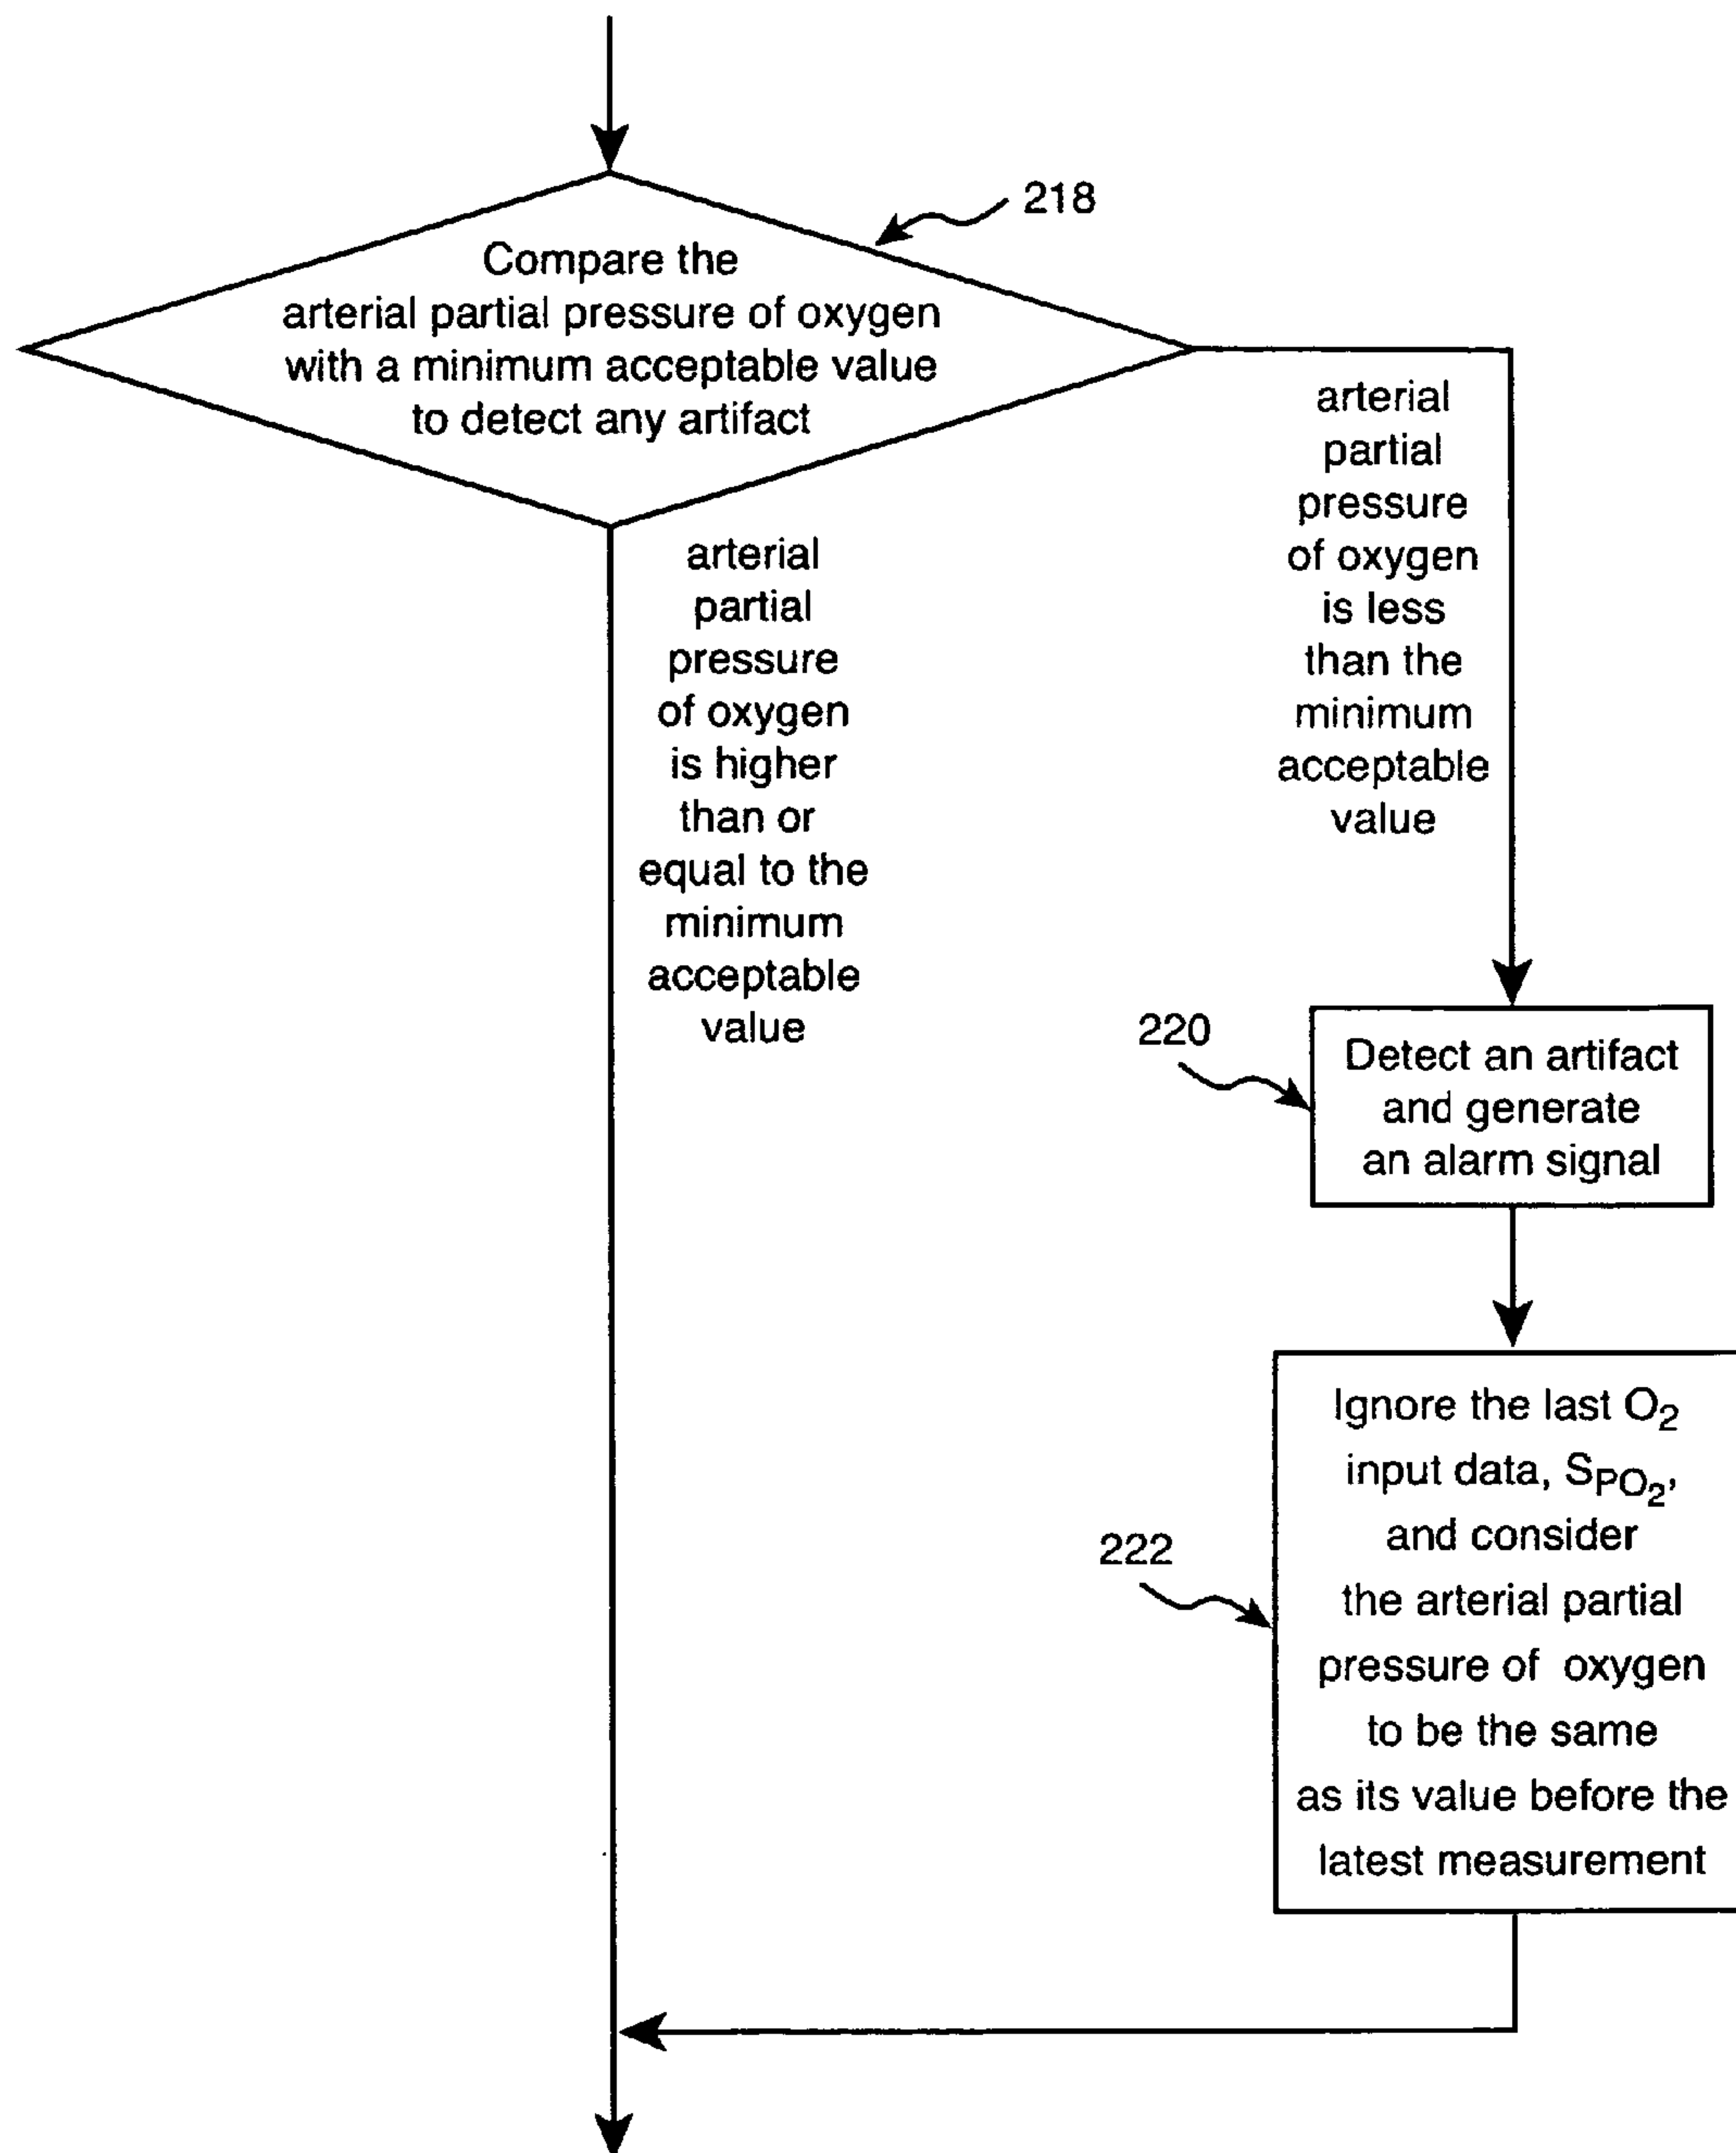 218
Compare the
arterial partial pressure of oxygen
with a minimum acceptable value
to detect any artifact
arterial
partial
pressure
of oxygen
is less
than the
minimum
acceptable
value
arterial
partial
pressure
of oxygen
is higher
than or
equal to the
minimum
acceptable
value
220
Detect an artifact
and generate
an alarm signal
222
Ignore the last O₂
input data, S_PO₂,
and consider
the arterial partial
pressure of oxygen
to be the same
as its value before the
latest measurement